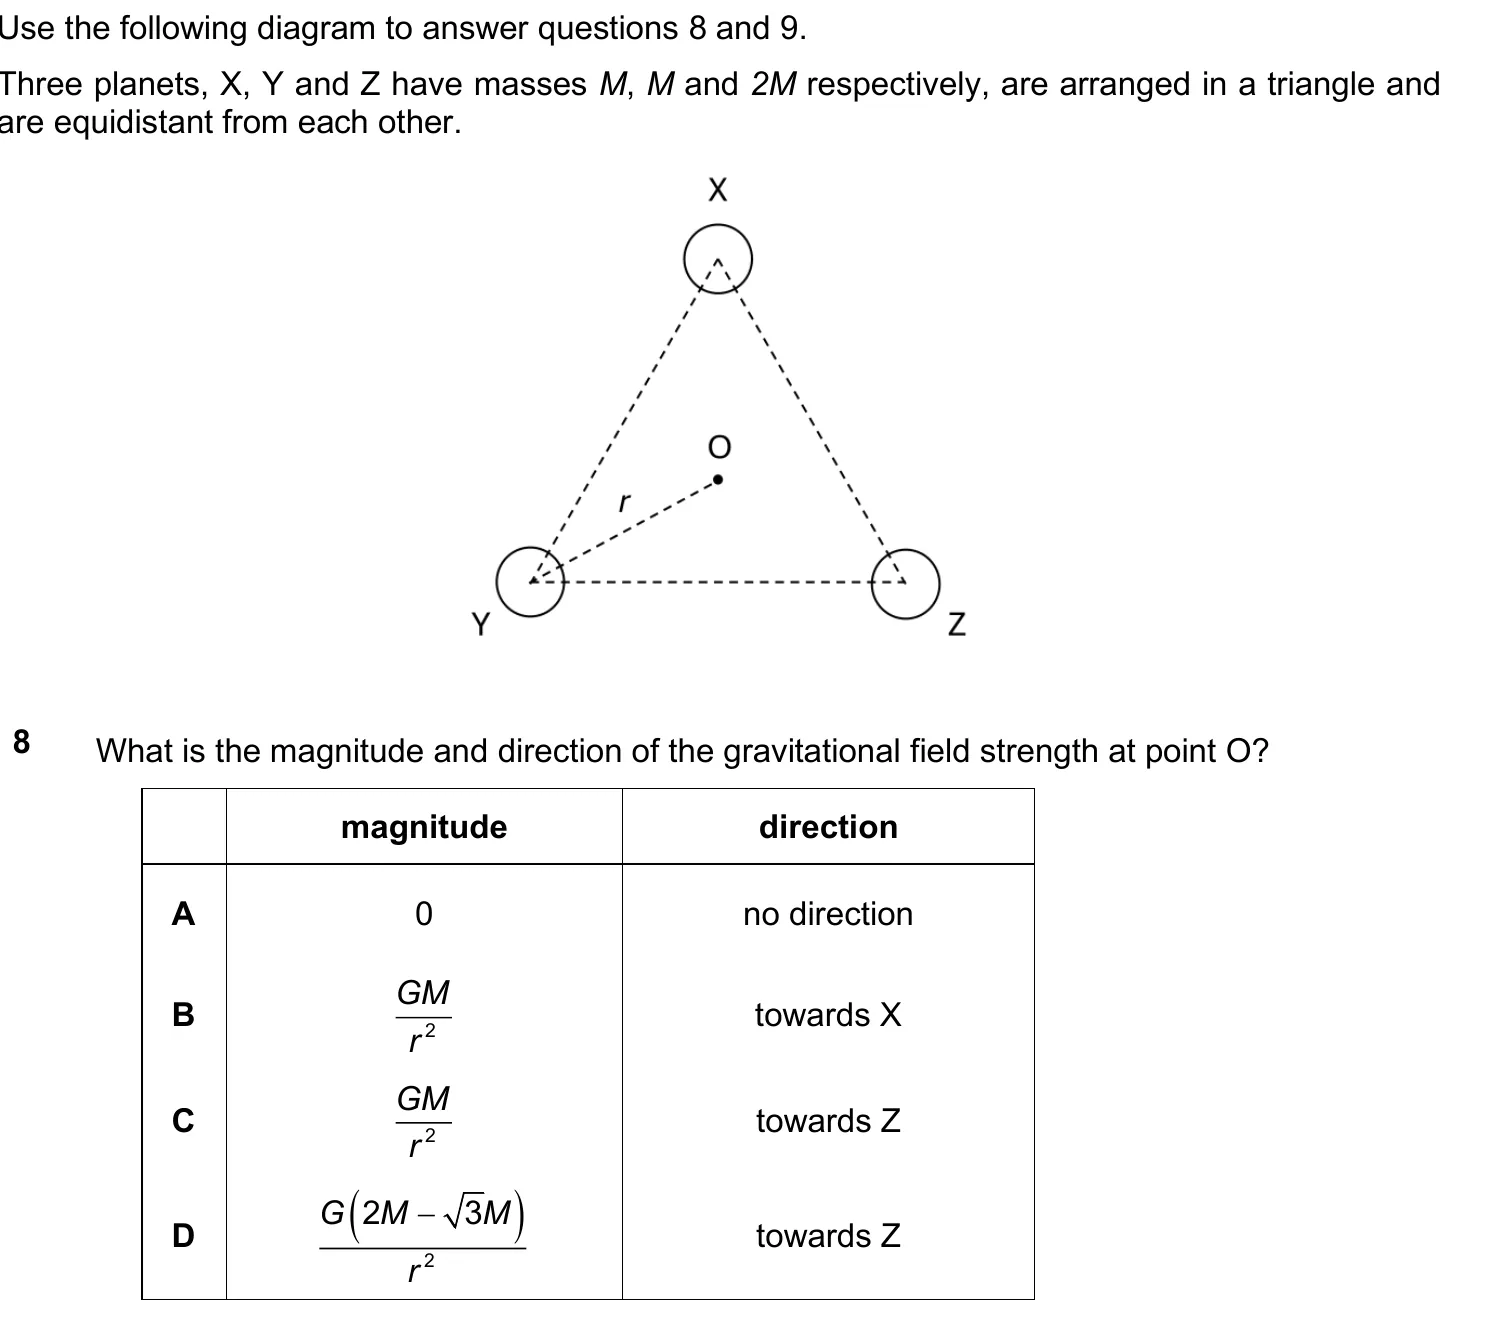 Use the following diagram to answer questions 8 and 9.
Three planets, X, Y and Z have masses M, M and 2M respectively, are arranged in a triangle and
are equidistant from each other.
X
O
r
Y
Z
8 What is the magnitude and direction of the gravitational field strength at point O?
magnitude direction
A 0 no direction
B GM/r² towards X
C GM/r² towards Z
D G(2M – √3M)/r² towards Z